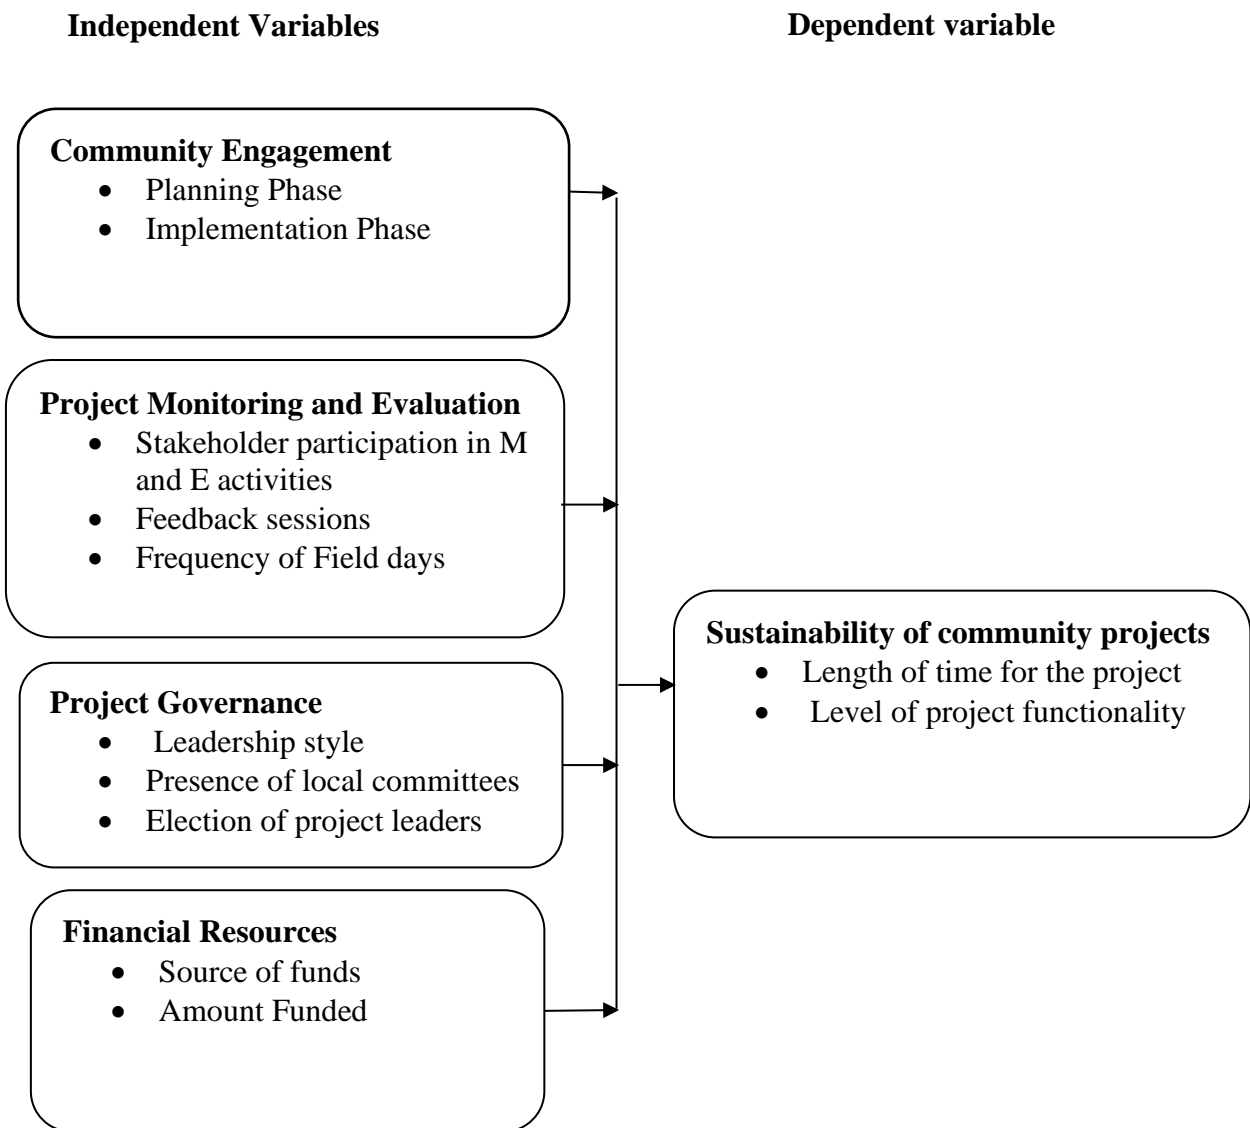 Independent Variables
Dependent variable
Community Engagement
• Planning Phase
• Implementation Phase
Project Monitoring and Evaluation
• Stakeholder participation in M
and E activities
• Feedback sessions
• Frequency of Field days
Project Governance
• Leadership style
• Presence of local committees
• Election of project leaders
Financial Resources
• Source of funds
• Amount Funded
Sustainability of community projects
• Length of time for the project
• Level of project functionality